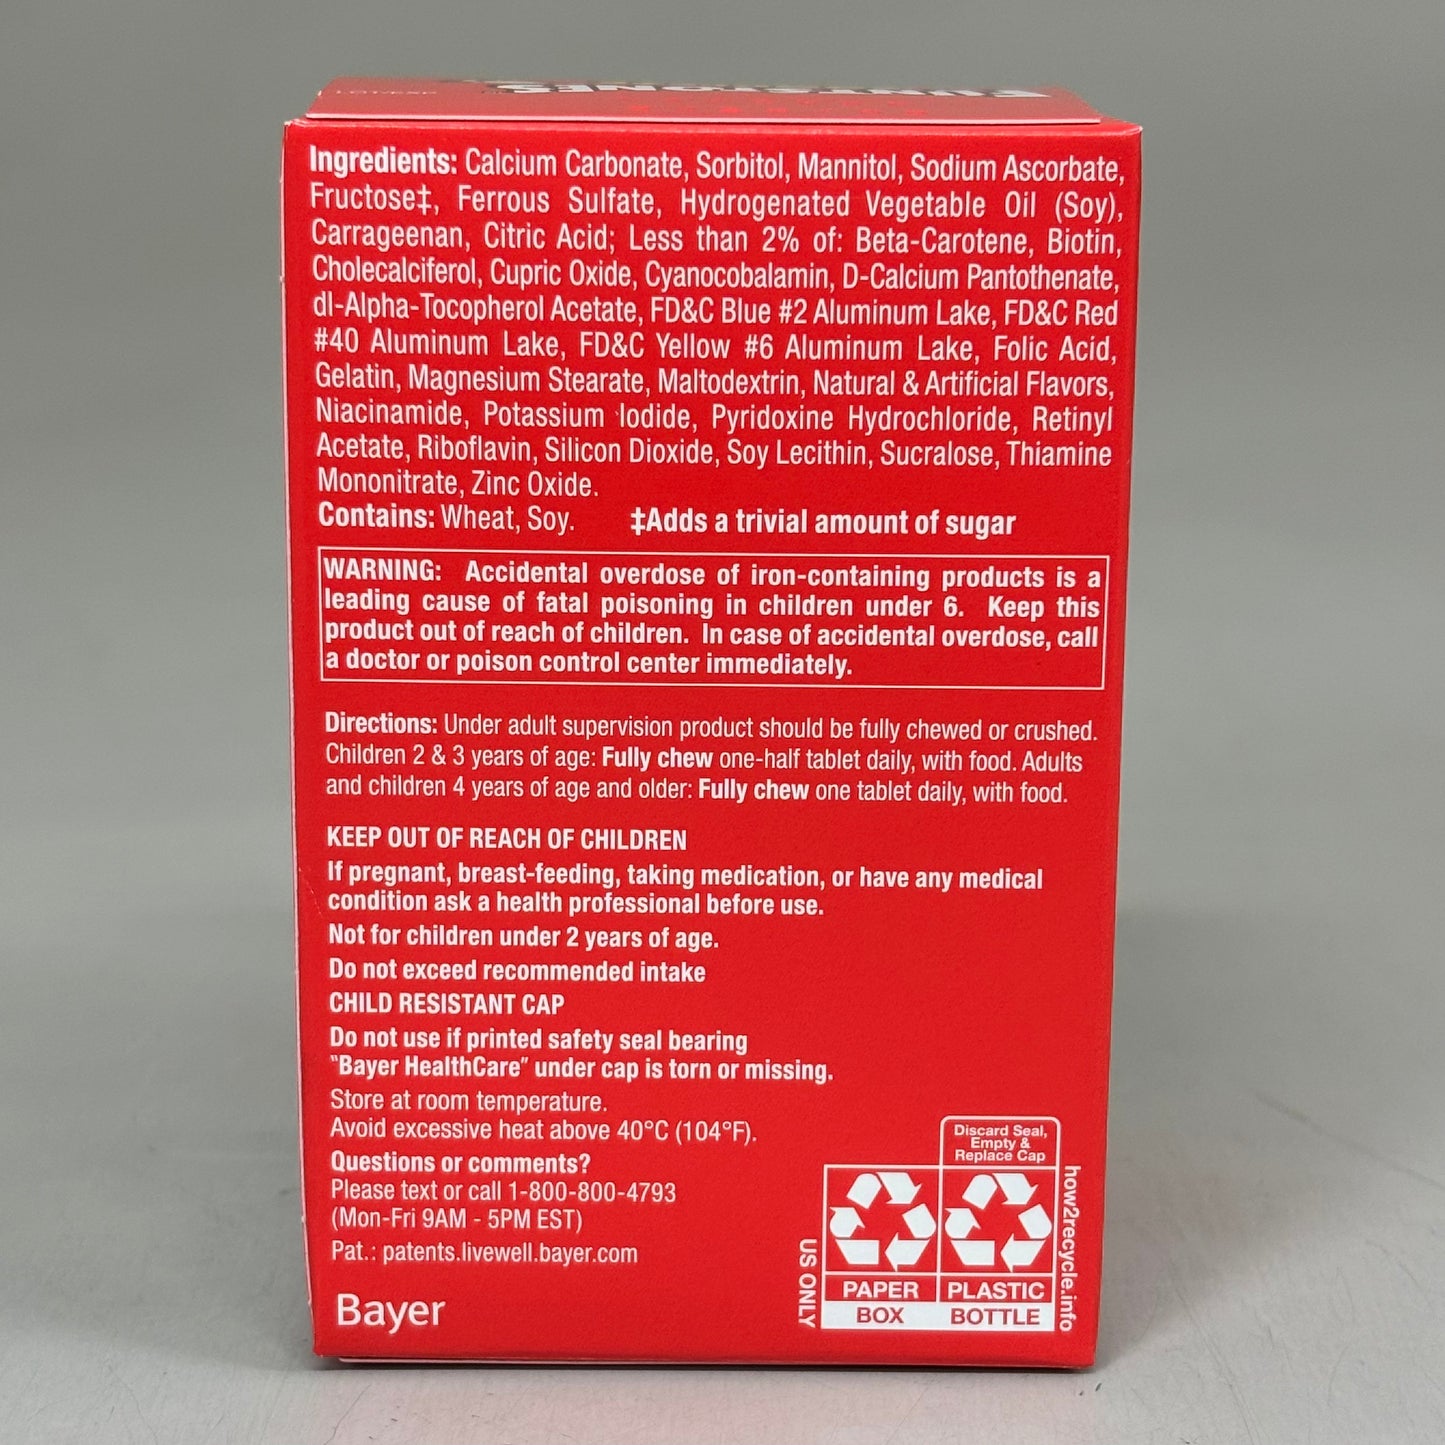 LOT/EXP
FLINTSTONES
Ingredients: Calcium Carbonate, Sorbitol, Mannitol, Sodium Ascorbate,
Fructose‡, Ferrous Sulfate, Hydrogenated Vegetable Oil (Soy),
Carrageenan, Citric Acid; Less than 2% of: Beta-Carotene, Biotin,
Cholecalciferol, Cupric Oxide, Cyanocobalamin, D-Calcium Pantothenate,
dl-Alpha-Tocopherol Acetate, FD&C Blue #2 Aluminum Lake, FD&C Red
#40 Aluminum Lake, FD&C Yellow #6 Aluminum Lake, Folic Acid,
Gelatin, Magnesium Stearate, Maltodextrin, Natural & Artificial Flavors,
Niacinamide, Potassium Iodide, Pyridoxine Hydrochloride, Retinyl
Acetate, Riboflavin, Silicon Dioxide, Soy Lecithin, Sucralose, Thiamine
Mononitrate, Zinc Oxide.
Contains: Wheat, Soy. ‡Adds a trivial amount of sugar
WARNING: Accidental overdose of iron-containing products is a
leading cause of fatal poisoning in children under 6. Keep this
product out of reach of children. In case of accidental overdose, call
a doctor or poison control center immediately.
Directions: Under adult supervision product should be fully chewed or crushed.
Children 2 & 3 years of age: Fully chew one-half tablet daily, with food. Adults
and children 4 years of age and older: Fully chew one tablet daily, with food.
KEEP OUT OF REACH OF CHILDREN
If pregnant, breast-feeding, taking medication, or have any medical
condition ask a health professional before use.
Not for children under 2 years of age.
Do not exceed recommended intake
CHILD RESISTANT CAP
Do not use if printed safety seal bearing
"Bayer HealthCare" under cap is torn or missing.
Store at room temperature.
Avoid excessive heat above 40°C (104°F).
Questions or comments?
Please text or call 1-800-800-4793
(Mon-Fri 9AM - 5PM EST)
Pat.: patents.livewell.bayer.com
Bayer
Discard Seal,
Empty &
Replace Cap
US ONLY
PAPER
BOX
PLASTIC
BOTTLE
how2recycle.info